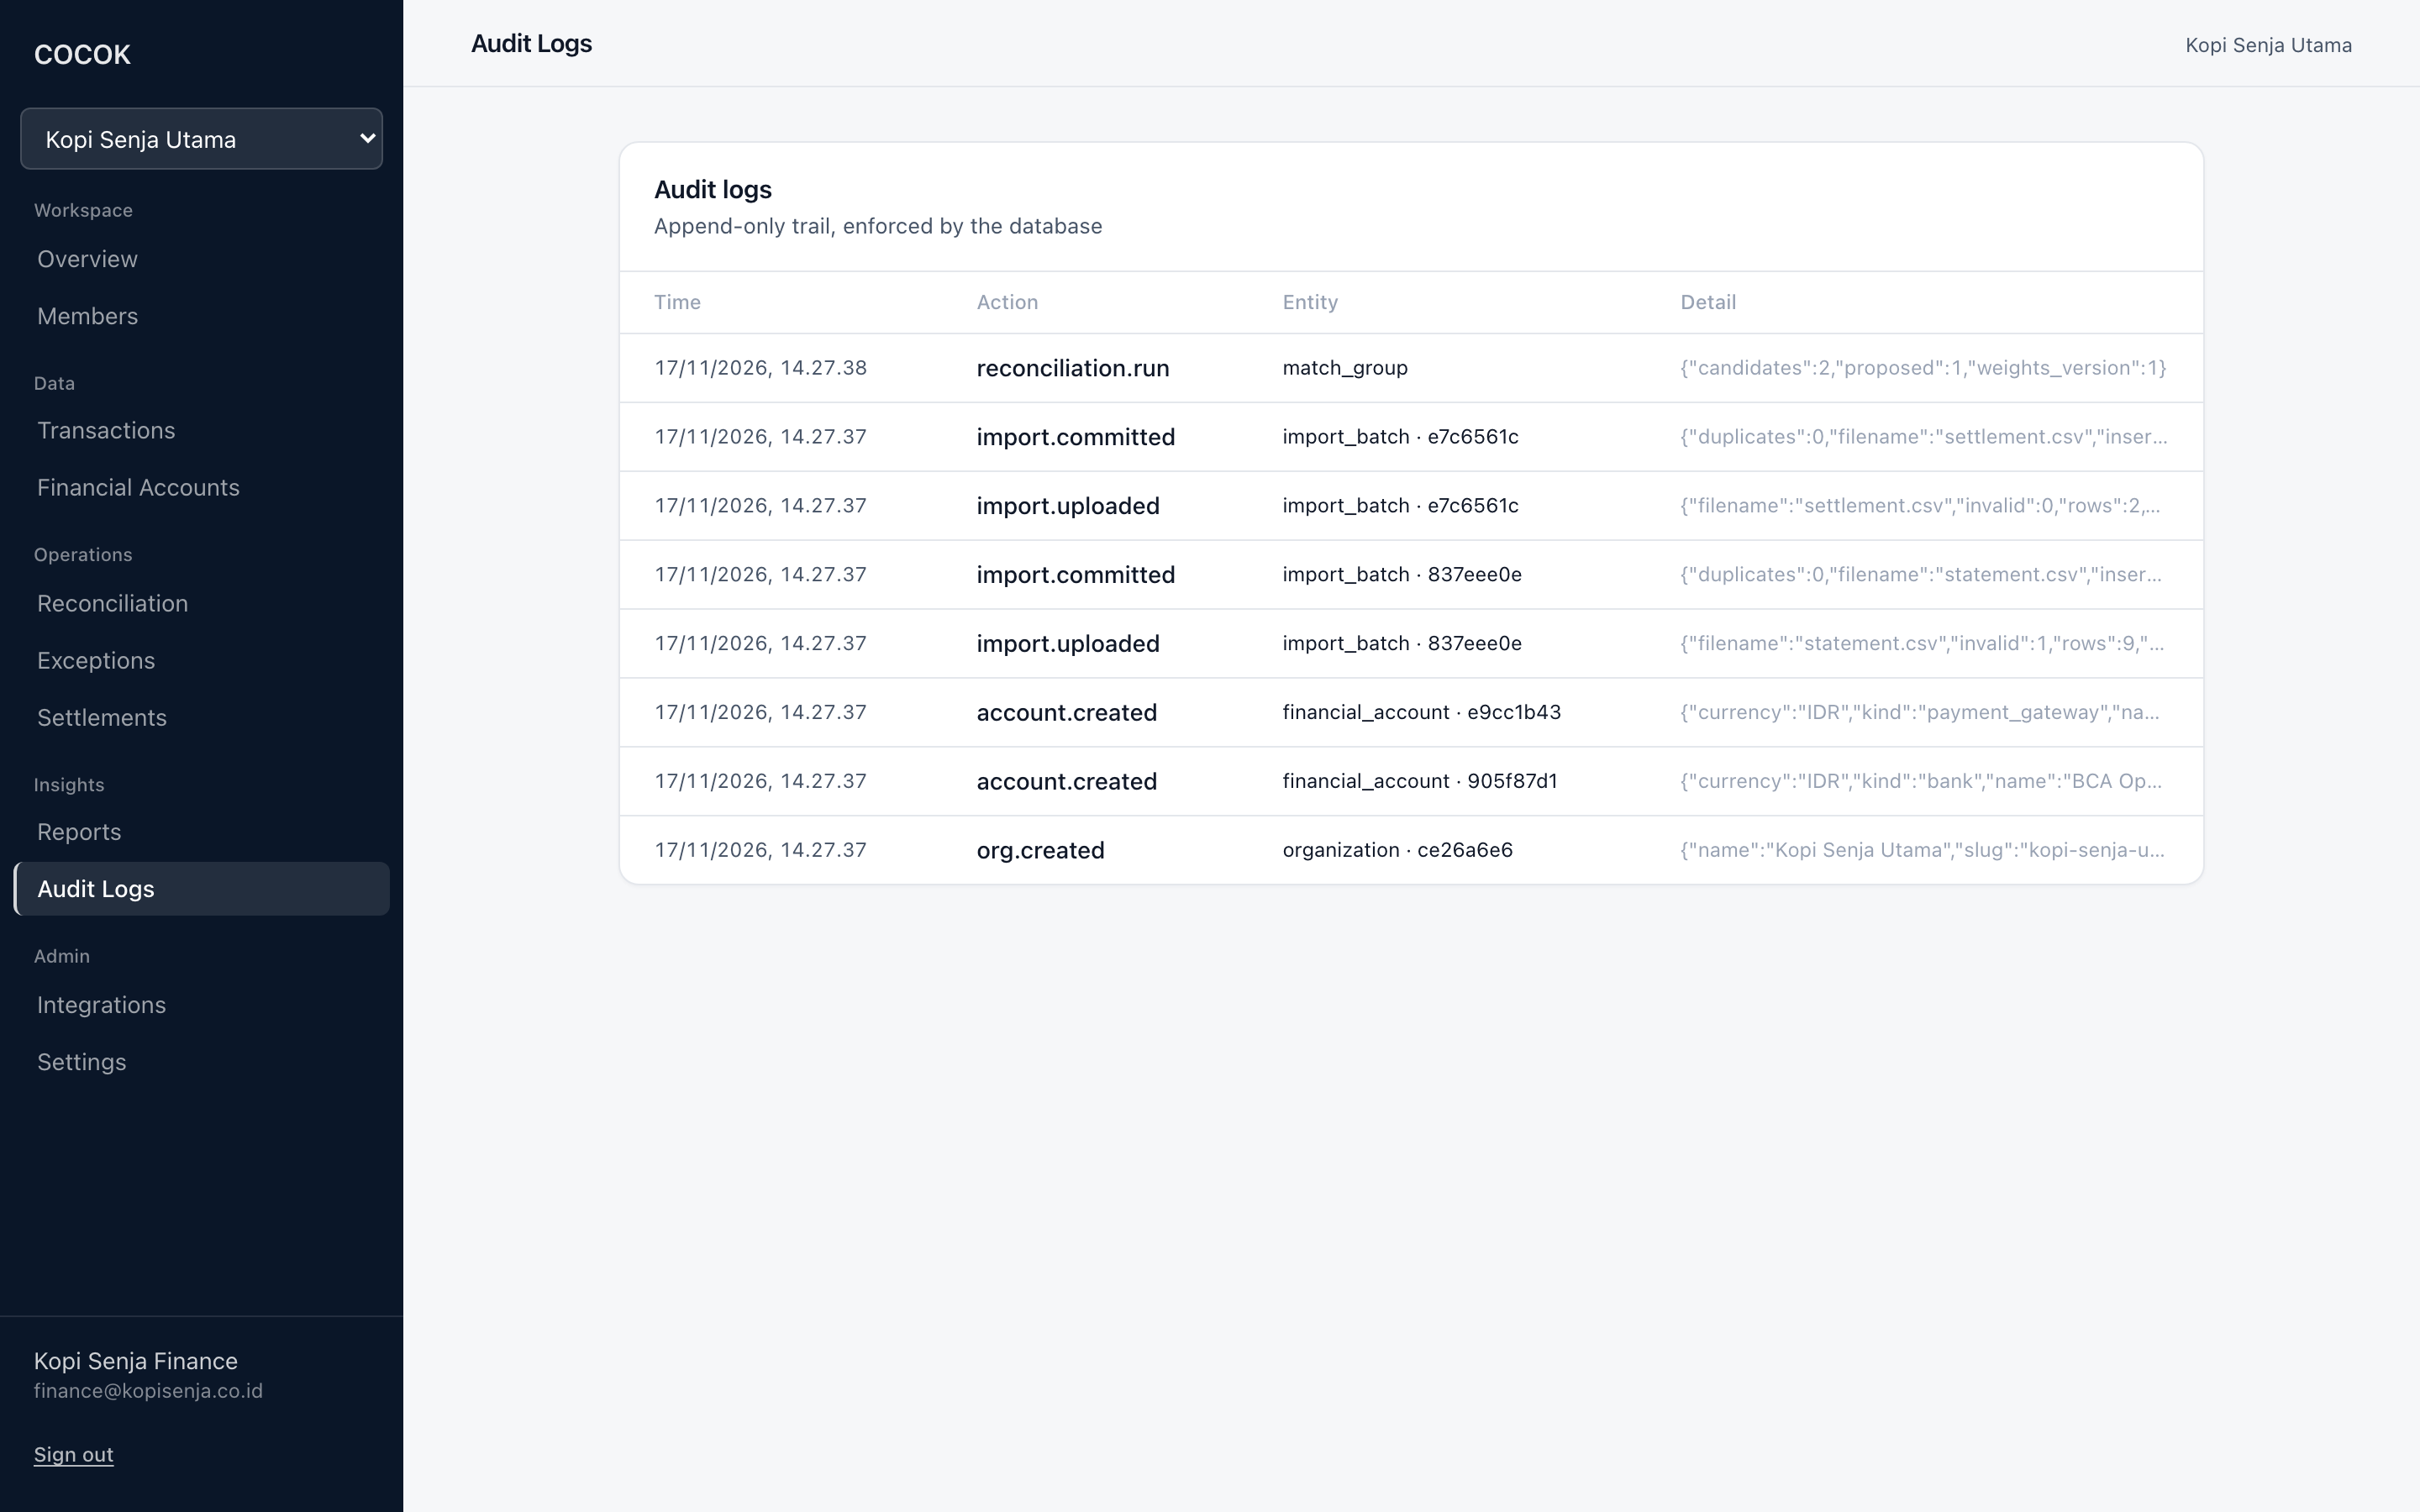 COCOK
Kopi Senja Utama
Workspace
Overview
Members
Data
Transactions
Financial Accounts
Operations
Reconciliation
Exceptions
Settlements
Insights
Reports
Audit Logs
Admin
Integrations
Settings
Kopi Senja Finance
finance@kopisenja.co.id
Sign out
Audit Logs Kopi Senja Utama
Audit logs
Append-only trail, enforced by the database
Time Action Entity Detail
17/11/2026, 14.27.38 reconciliation.run match_group {"candidates":2,"proposed":1,"weights_version":1}
17/11/2026, 14.27.37 import.committed import_batch · e7c6561c {"duplicates":0,"filename":"settlement.csv","inser...
17/11/2026, 14.27.37 import.uploaded import_batch · e7c6561c {"filename":"settlement.csv","invalid":0,"rows":2,...
17/11/2026, 14.27.37 import.committed import_batch · 837eee0e {"duplicates":0,"filename":"statement.csv","inser...
17/11/2026, 14.27.37 import.uploaded import_batch · 837eee0e {"filename":"statement.csv","invalid":1,"rows":9,"...
17/11/2026, 14.27.37 account.created financial_account · e9cc1b43 {"currency":"IDR","kind":"payment_gateway","na...
17/11/2026, 14.27.37 account.created financial_account · 905f87d1 {"currency":"IDR","kind":"bank","name":"BCA Op...
17/11/2026, 14.27.37 org.created organization · ce26a6e6 {"name":"Kopi Senja Utama","slug":"kopi-senja-u...